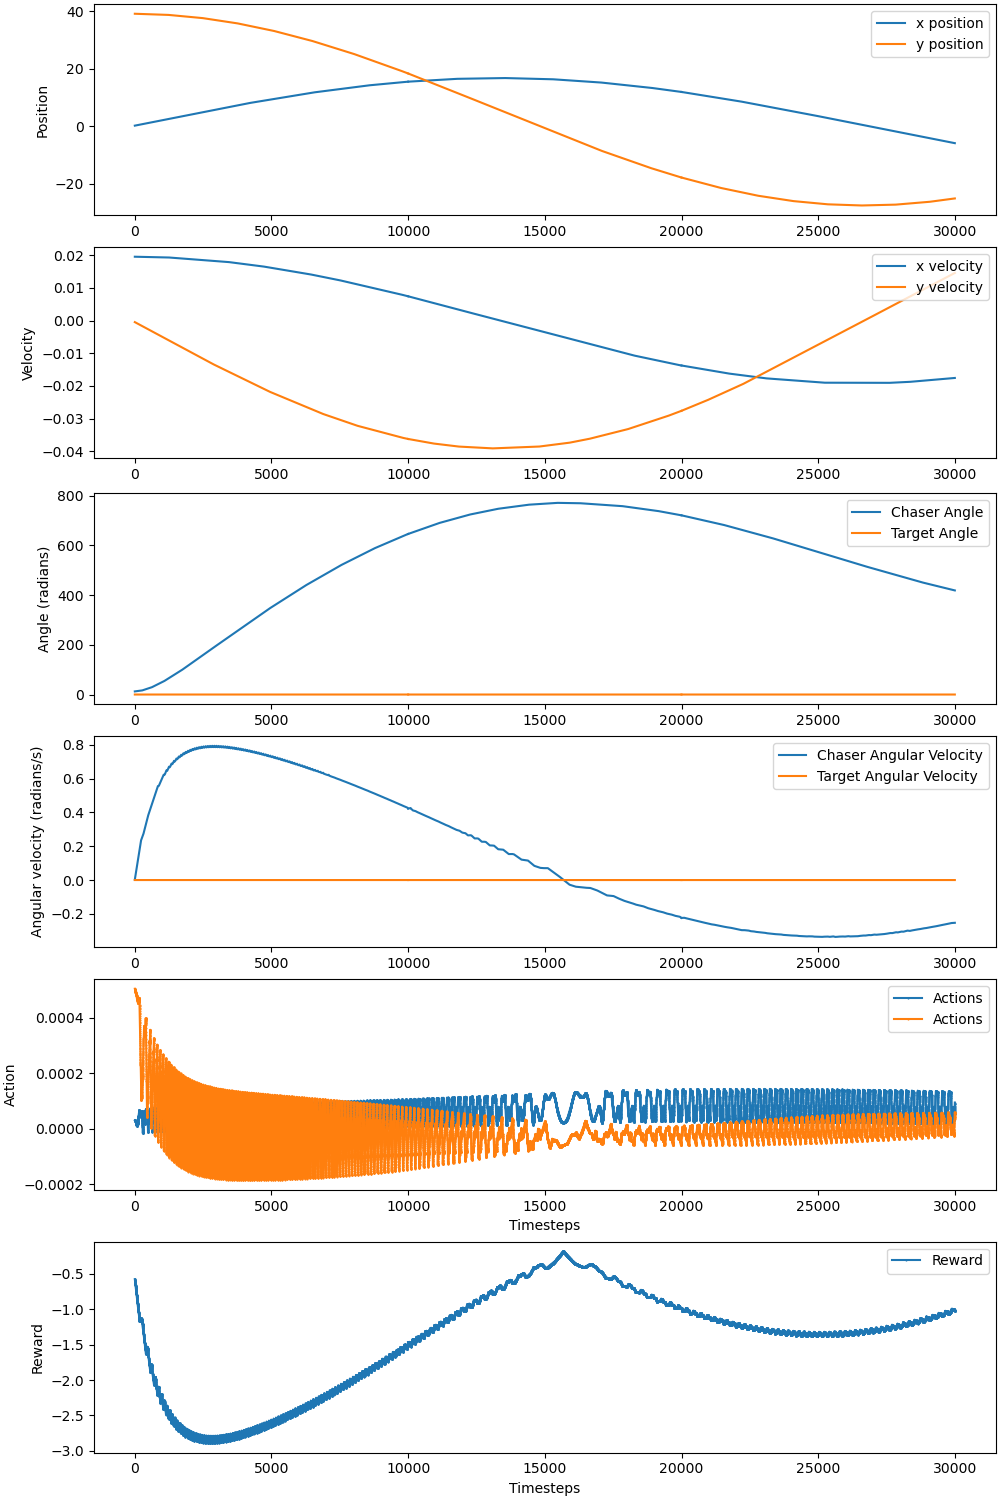 40
20
0
−20
Position
x position
y position
0 5000 10000 15000 20000 25000 30000
0.02
0.01
0.00
−0.01
−0.02
−0.03
−0.04
Velocity
x velocity
y velocity
0 5000 10000 15000 20000 25000 30000
800
600
400
200
0
Angle (radians)
Chaser Angle
Target Angle
0 5000 10000 15000 20000 25000 30000
0.8
0.6
0.4
0.2
0.0
−0.2
Angular velocity (radians/s)
Chaser Angular Velocity
Target Angular Velocity
0 5000 10000 15000 20000 25000 30000
0.0004
0.0002
0.0000
−0.0002
Action
Actions
Actions
0 5000 10000 15000 20000 25000 30000
Timesteps
−0.5
−1.0
−1.5
−2.0
−2.5
−3.0
Reward
Reward
0 5000 10000 15000 20000 25000 30000
Timesteps